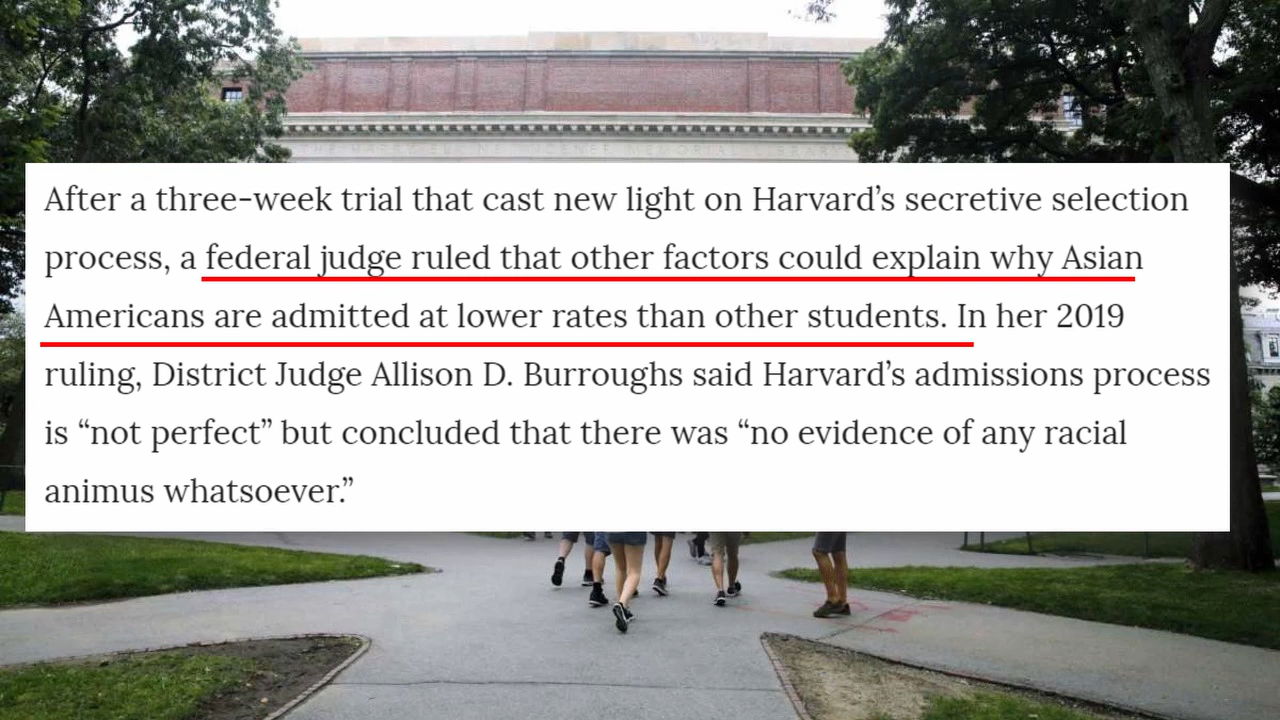 After a three-week trial that cast new light on Harvard’s secretive selection
process, a federal judge ruled that other factors could explain why Asian
Americans are admitted at lower rates than other students. In her 2019
ruling, District Judge Allison D. Burroughs said Harvard’s admissions process
is “not perfect” but concluded that there was “no evidence of any racial
animus whatsoever.”